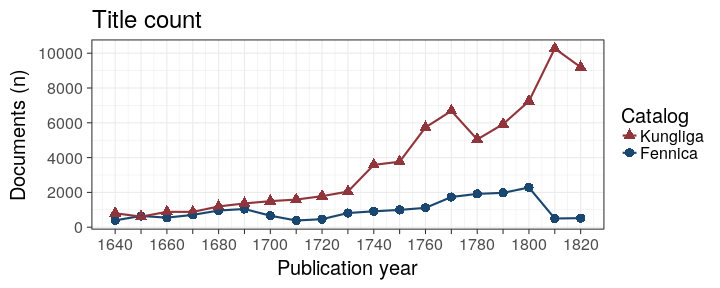 Title count
Documents (n)
10000
8000
6000
4000
2000
0
1640 1660 1680 1700 1720 1740 1760 1780 1800 1820
Publication year
Catalog
Kungliga
Fennica